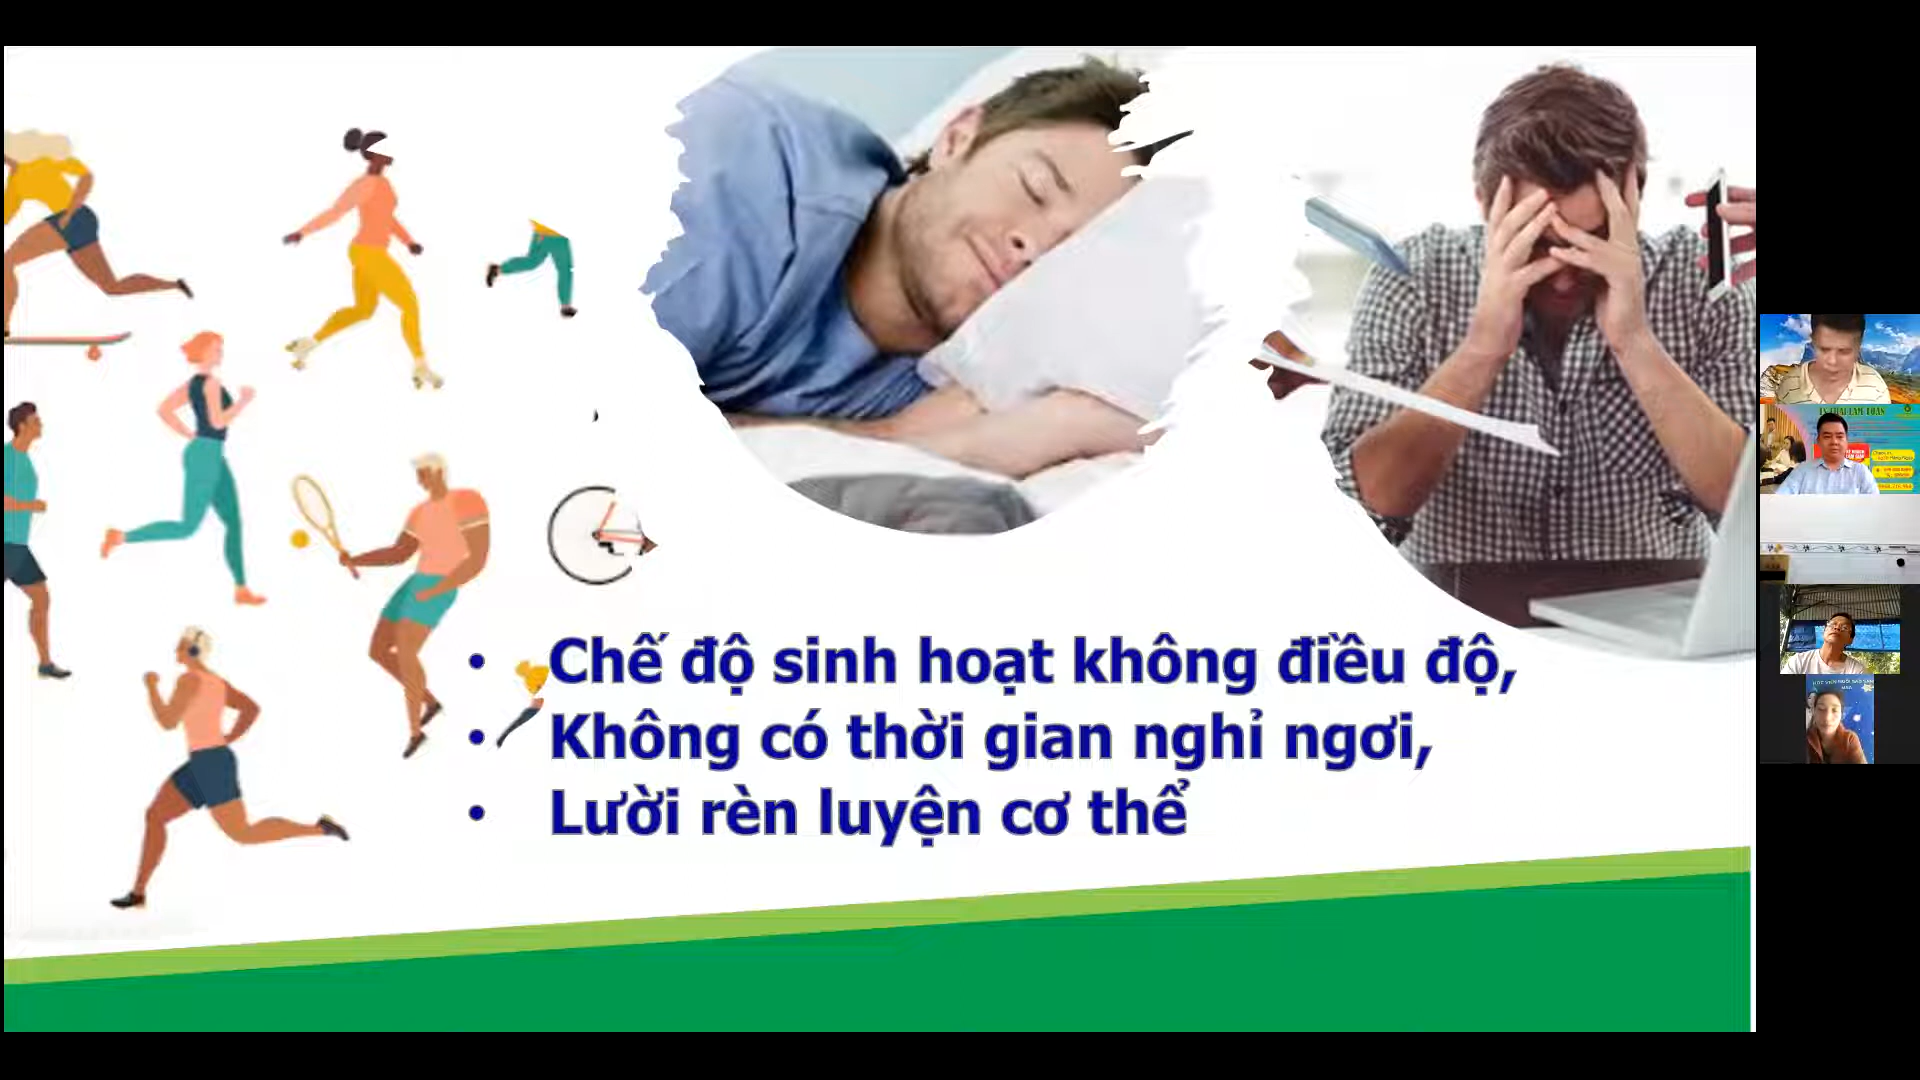 • Chế độ sinh hoạt không điều độ,
• Không có thời gian nghỉ ngơi,
• Lười rèn luyện cơ thể